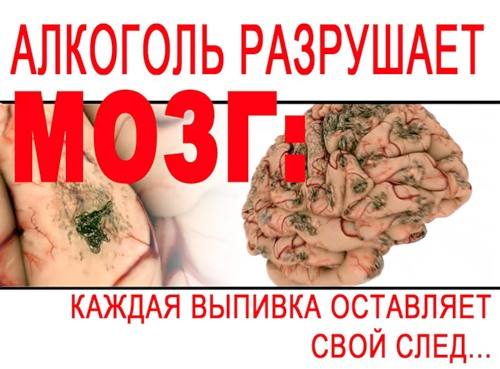 АЛКОГОЛЬ РАЗРУШАЕТ
МОЗГ:
КАЖДАЯ ВЫПИВКА ОСТАВЛЯЕТ
СВОЙ СЛЕД...